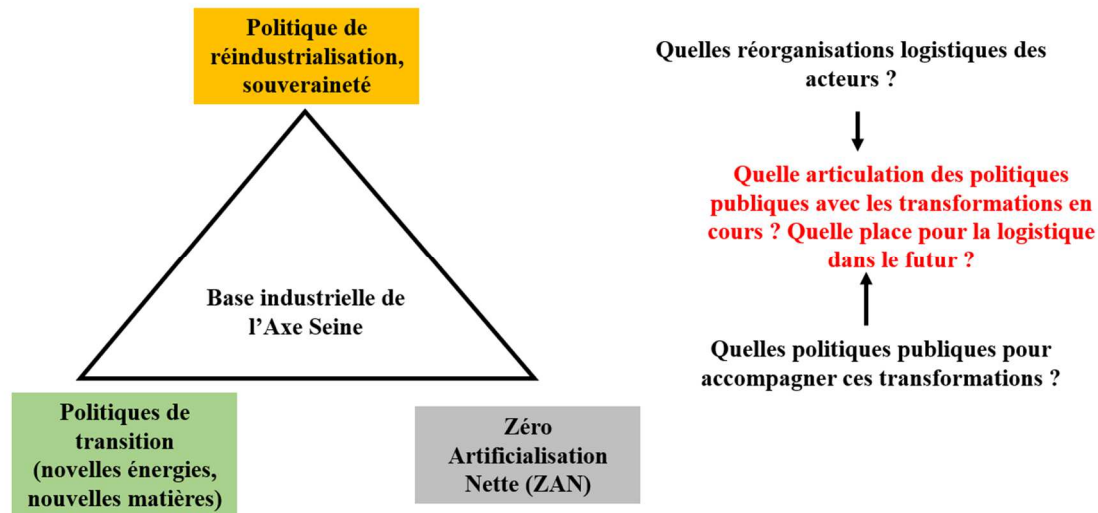 Politique de
réindustrialisation,
souveraineté
Base industrielle de
l'Axe Seine
Politiques de
transition
(novelles énergies,
nouvelles matières)
Zéro
Artificialisation
Nette (ZAN)
Quelles réorganisations logistiques des
acteurs ?
Quelle articulation des politiques
publiques avec les transformations en
cours ? Quelle place pour la logistique
dans le futur ?
Quelles politiques publiques pour
accompagner ces transformations ?